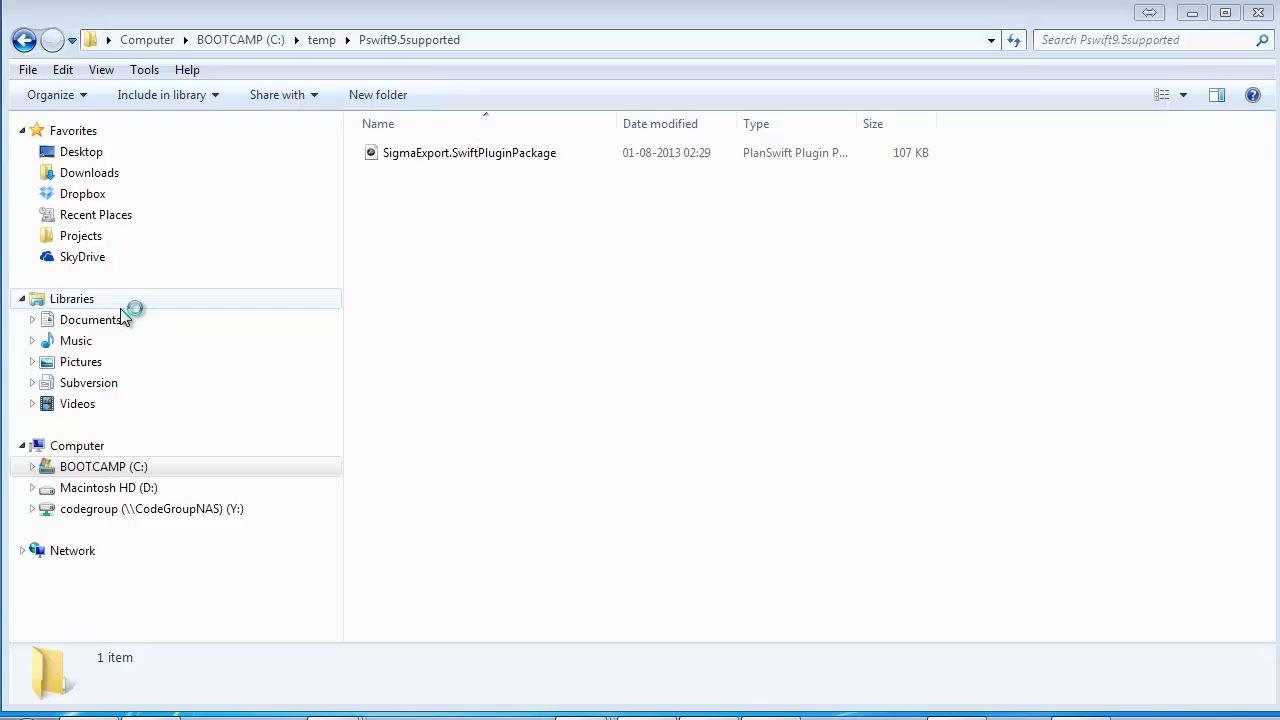 Computer BOOTCAMP (C:) temp Pswift9.5supported
Search Pswift9.5supported
File Edit View Tools Help
Organize Include in library Share with New folder
Favorites
Desktop
Downloads
Dropbox
Recent Places
Projects
SkyDrive
Libraries
Documents
Music
Pictures
Subversion
Videos
Computer
BOOTCAMP (C:)
Macintosh HD (D:)
codegroup (\\CodeGroupNAS) (Y:)
Network
Name Date modified Type Size
SigmaExport.SwiftPluginPackage 01-08-2013 02:29 PlanSwift Plugin P... 107 KB
1 item